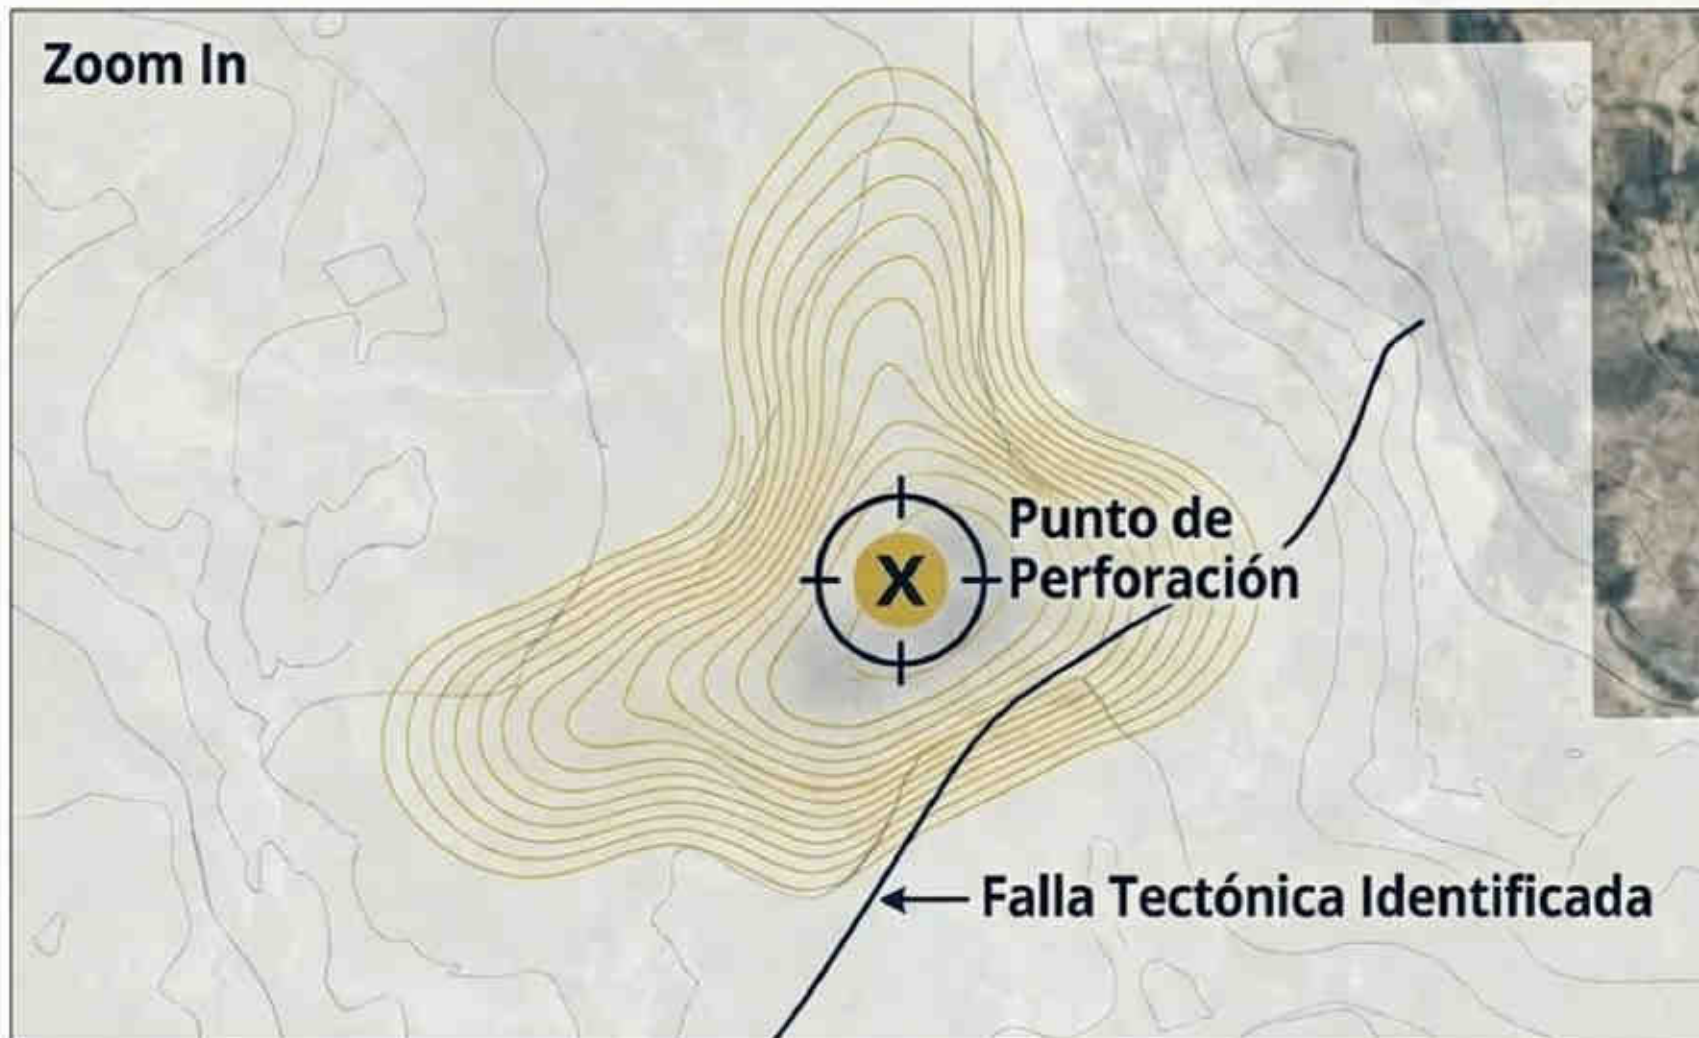 Zoom In
X
Punto de
Perforación
Falla Tectónica Identificada